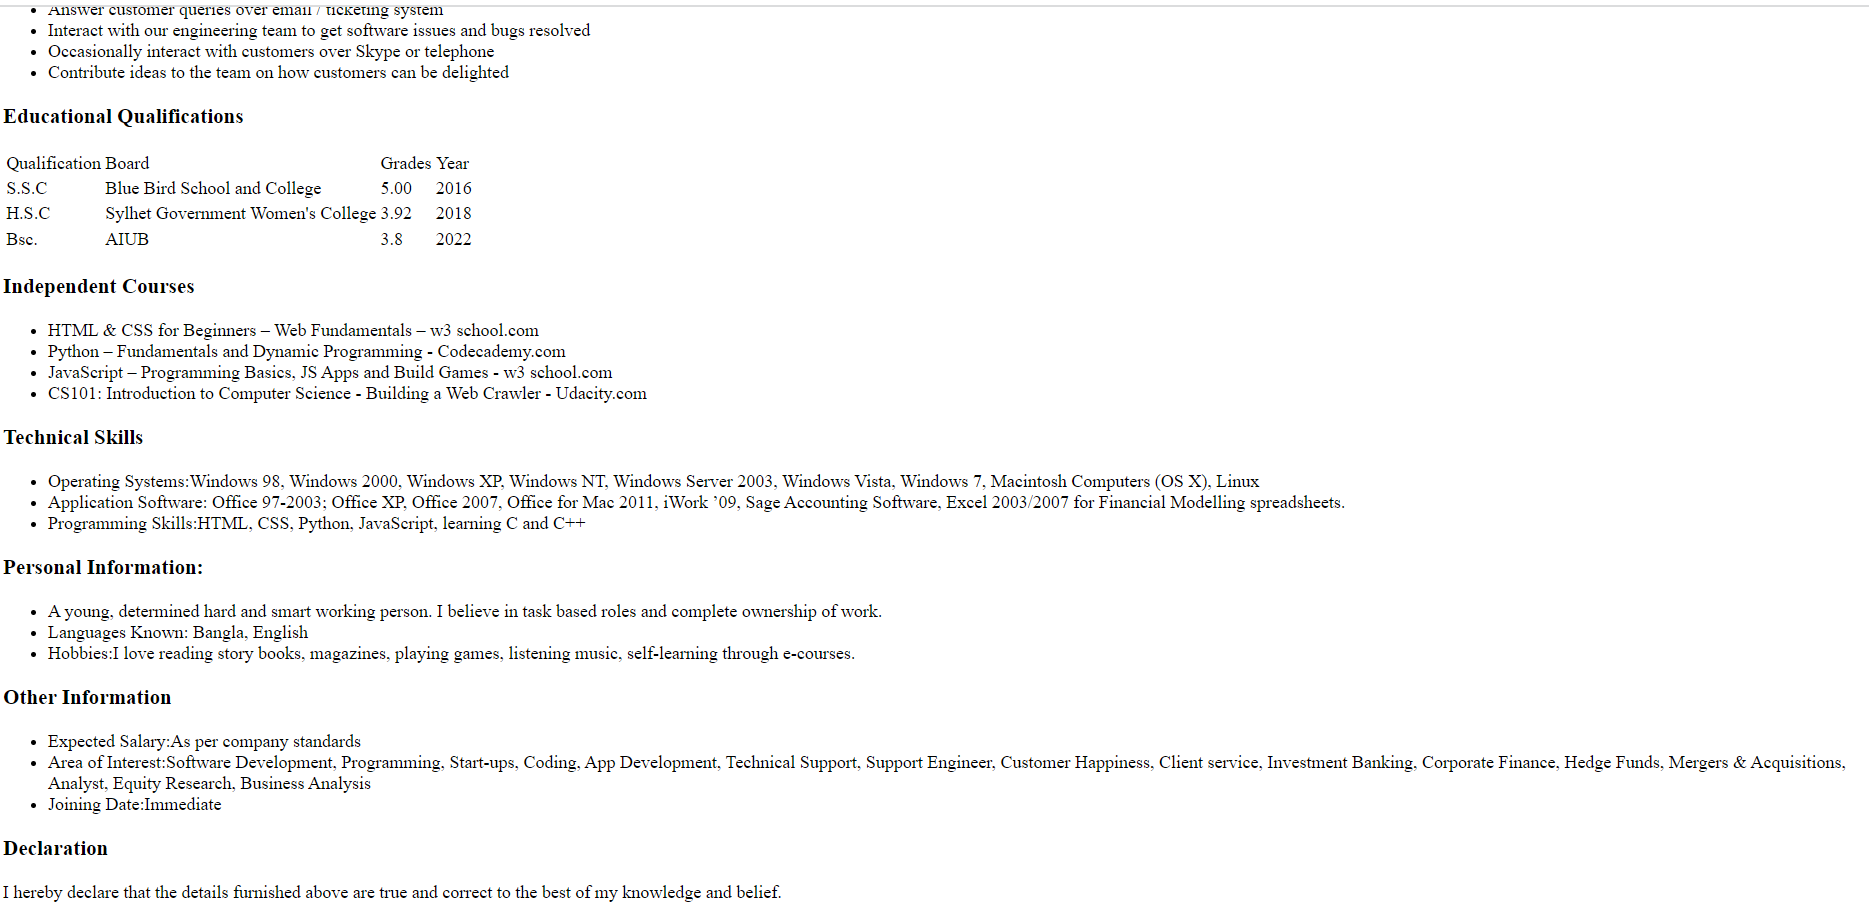 Answer customer queries over email / ticketing system
Interact with our engineering team to get software issues and bugs resolved
Occasionally interact with customers over Skype or telephone
Contribute ideas to the team on how customers can be delighted
Educational Qualifications
Qualification Board Grades Year
S.S.C Blue Bird School and College 5.00 2016
H.S.C Sylhet Government Women's College 3.92 2018
Bsc. AIUB 3.8 2022
Independent Courses
HTML & CSS for Beginners – Web Fundamentals – w3 school.com
Python – Fundamentals and Dynamic Programming - Codecademy.com
JavaScript – Programming Basics, JS Apps and Build Games - w3 school.com
CS101: Introduction to Computer Science - Building a Web Crawler - Udacity.com
Technical Skills
Operating Systems:Windows 98, Windows 2000, Windows XP, Windows NT, Windows Server 2003, Windows Vista, Windows 7, Macintosh Computers (OS X), Linux
Application Software: Office 97-2003; Office XP, Office 2007, Office for Mac 2011, iWork ’09, Sage Accounting Software, Excel 2003/2007 for Financial Modelling spreadsheets.
Programming Skills:HTML, CSS, Python, JavaScript, learning C and C++
Personal Information:
A young, determined hard and smart working person. I believe in task based roles and complete ownership of work.
Languages Known: Bangla, English
Hobbies:I love reading story books, magazines, playing games, listening music, self-learning through e-courses.
Other Information
Expected Salary:As per company standards
Area of Interest:Software Development, Programming, Start-ups, Coding, App Development, Technical Support, Support Engineer, Customer Happiness, Client service, Investment Banking, Corporate Finance, Hedge Funds, Mergers & Acquisitions,
Analyst, Equity Research, Business Analysis
Joining Date:Immediate
Declaration
I hereby declare that the details furnished above are true and correct to the best of my knowledge and belief.